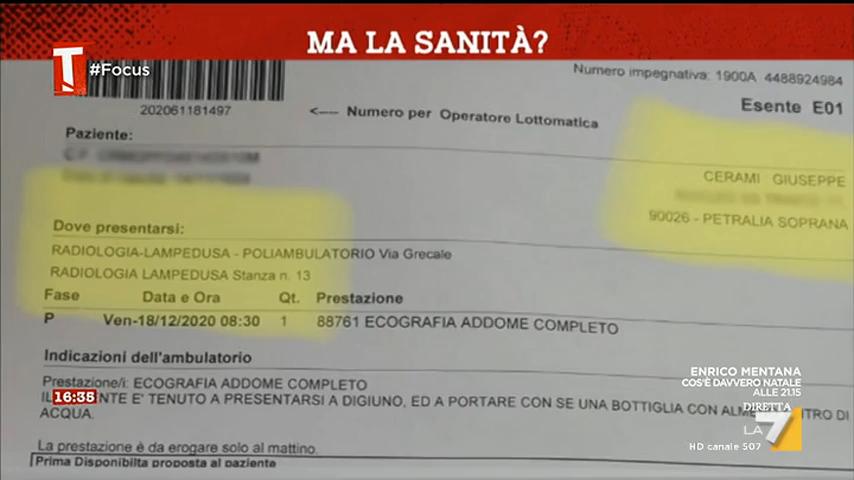 MA LA SANITÀ?
T
#Focus
Numero impegnativa: 1900A 4488924984
Esente E01
202061181497
<---- Numero per Operatore Lottomatica
Paziente:
CERAMI GIUSEPPE
90026 - PETRALIA SOPRANA
Dove presentarsi:
RADIOLOGIA-LAMPEDUSA - POLIAMBULATORIO Via Grecale
RADIOLOGIA LAMPEDUSA Stanza n. 13
Fase Data e Ora Qt. Prestazione
P Ven-18/12/2020 08:30 1 88761 ECOGRAFIA ADDOME COMPLETO
Indicazioni dell'ambulatorio
Prestazione/i: ECOGRAFIA ADDOME COMPLETO
E' TENUTO A PRESENTARSI A DIGIUNO, ED A PORTARE CON SE UNA BOTTIGLIA CON DI
ACQUA.
La prestazione è da erogare solo al mattino.
Prima Disponibilta proposta al paziente
16:35
ENRICO MENTANA
COS'È DAVVERO NATALE
ALLE 21.15
DIRETTA
LA 7
HD canale 507